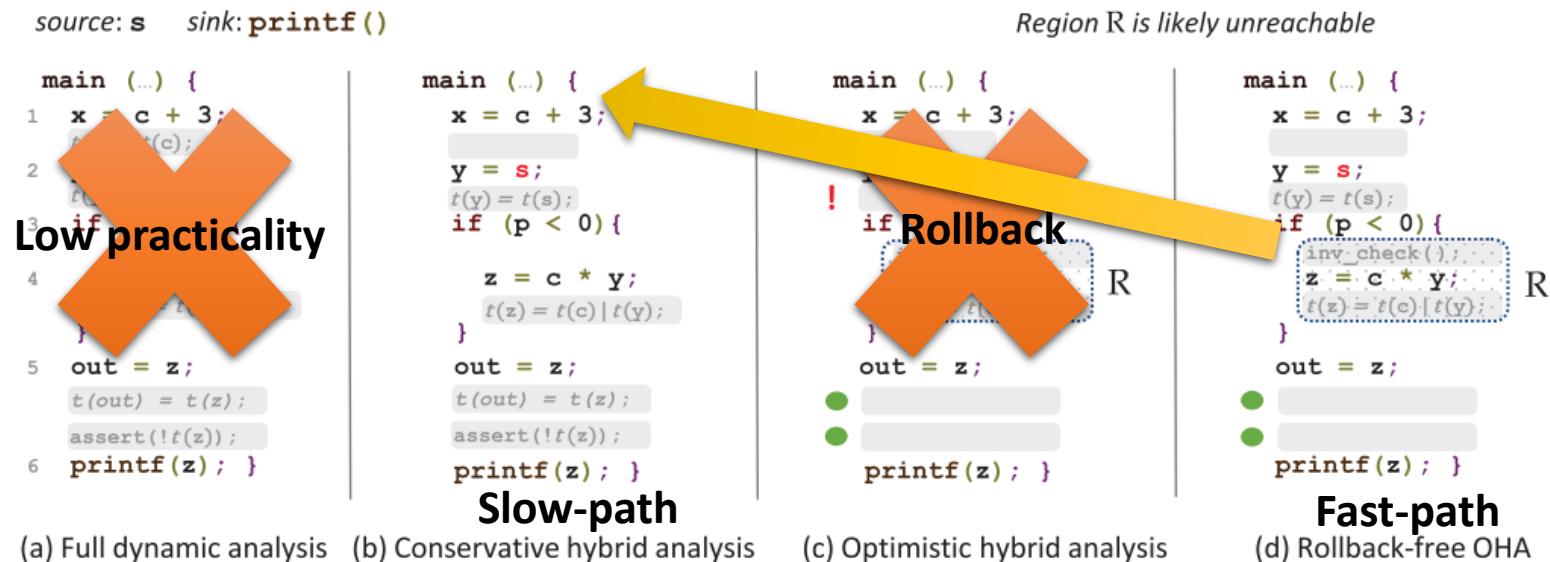 source: s sink: printf()
Region R is likely unreachable
main (…) {
1 x = c + 3;
t(c);
2
3 if
Low practicality
4
}
5 out = z;
t(out) = t(z);
assert(!t(z));
6 printf(z); }
(a) Full dynamic analysis
main (…) {
x = c + 3;
y = s;
t(y) = t(s);
if (p < 0){
z = c * y;
t(z) = t(c)|t(y);
}
out = z;
t(out) = t(z);
assert(!t(z));
printf(z); }
Slow-path
(b) Conservative hybrid analysis
main (…) {
x = c + 3;
!
if
Rollback
R
}
out = z;
printf(z); }
(c) Optimistic hybrid analysis
main (…) {
x = c + 3;
y = s;
t(y) = t(s);
if (p < 0){
inv_check();
z = c * y;
R
t(z) = t(c)|t(y);
}
out = z;
printf(z); }
Fast-path
(d) Rollback-free OHA